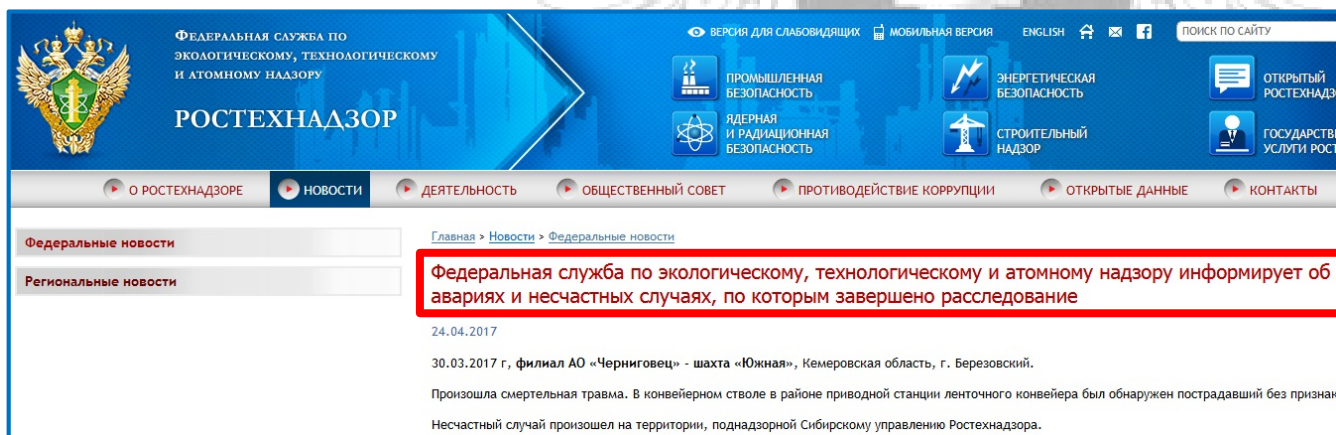 Федеральная служба по
экологическому, технологическому
и атомному надзору
РОСТЕХНАДЗОР
ВЕРСИЯ ДЛЯ СЛАБОВИДЯЩИХ МОБИЛЬНАЯ ВЕРСИЯ ENGLISH ПОИСК ПО САЙТУ
ПРОМЫШЛЕННАЯ
БЕЗОПАСНОСТЬ
ЭНЕРГЕТИЧЕСКАЯ
БЕЗОПАСНОСТЬ
ОТКРЫТЫЙ
РОСТЕХНАДЗО
ЯДЕРНАЯ
И РАДИАЦИОННАЯ
БЕЗОПАСНОСТЬ
СТРОИТЕЛЬНЫЙ
НАДЗОР
ГОСУДАРСТВЕ
УСЛУГИ РОСТ
О РОСТЕХНАДЗОРЕ НОВОСТИ ДЕЯТЕЛЬНОСТЬ ОБЩЕСТВЕННЫЙ СОВЕТ ПРОТИВОДЕЙСТВИЕ КОРРУПЦИИ ОТКРЫТЫЕ ДАННЫЕ КОНТАКТЫ
Федеральные новости
Региональные новости
Главная > Новости > Федеральные новости
Федеральная служба по экологическому, технологическому и атомному надзору информирует об
авариях и несчастных случаях, по которым завершено расследование
24.04.2017
30.03.2017 г, филиал АО «Черниговец» - шахта «Южная», Кемеровская область, г. Березовский.
Произошла смертельная травма. В конвейерном стволе в районе приводной станции ленточного конвейера был обнаружен пострадавший без признак
Несчастный случай произошел на территории, поднадзорной Сибирскому управлению Ростехнадзора.